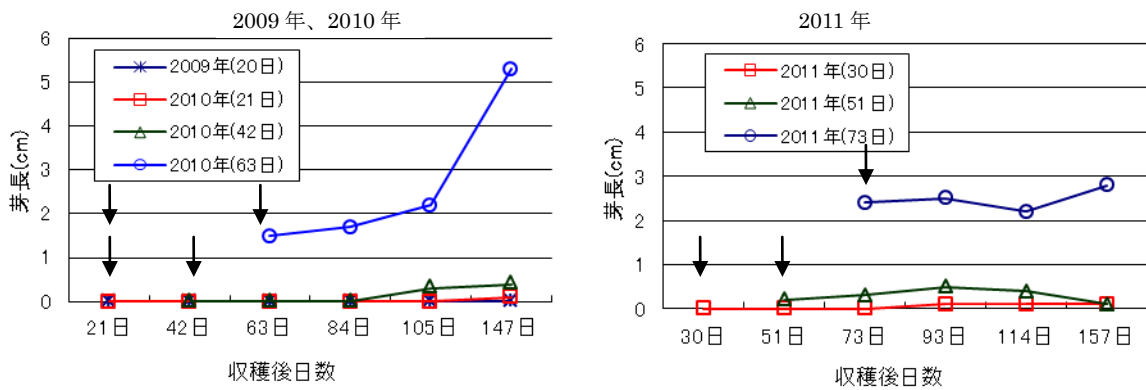 2009年、2010年
6
5
4
3
2
1
0
芽長(cm)
2009年(20日)
2010年(21日)
2010年(42日)
2010年(63日)
21日 42日 63日 84日 105日 147日
収穫後日数
2011年
6
5
4
3
2
1
0
芽長(cm)
2011年(30日)
2011年(51日)
2011年(73日)
30日 51日 73日 93日 114日 157日
収穫後日数